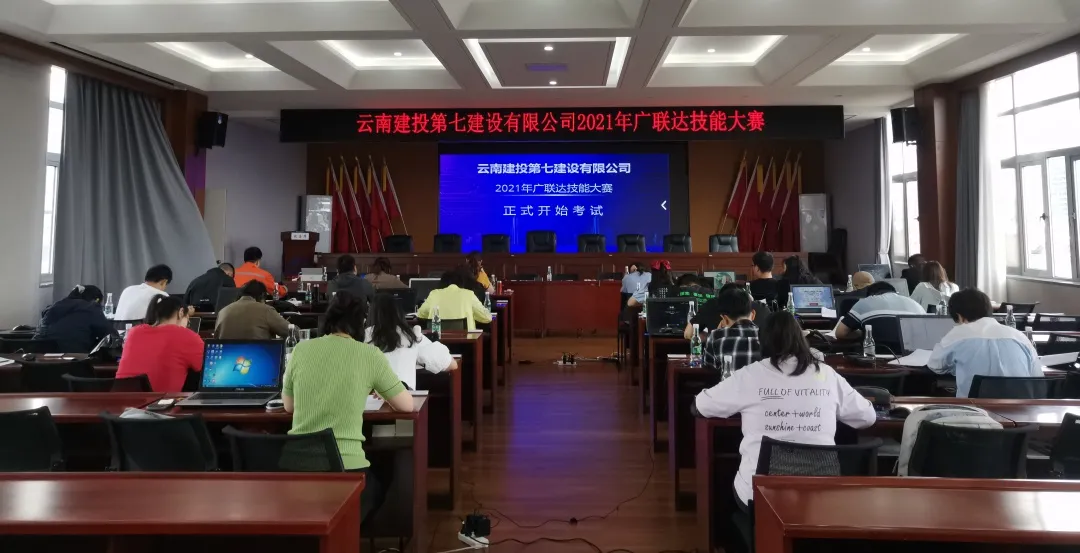 云南建投第七建设有限公司2021年广联达技能大赛
云南建投第七建设有限公司
2021年广联达技能大赛
正式开始考试
FULL OF VITALITY
center+world
sunshine+coast